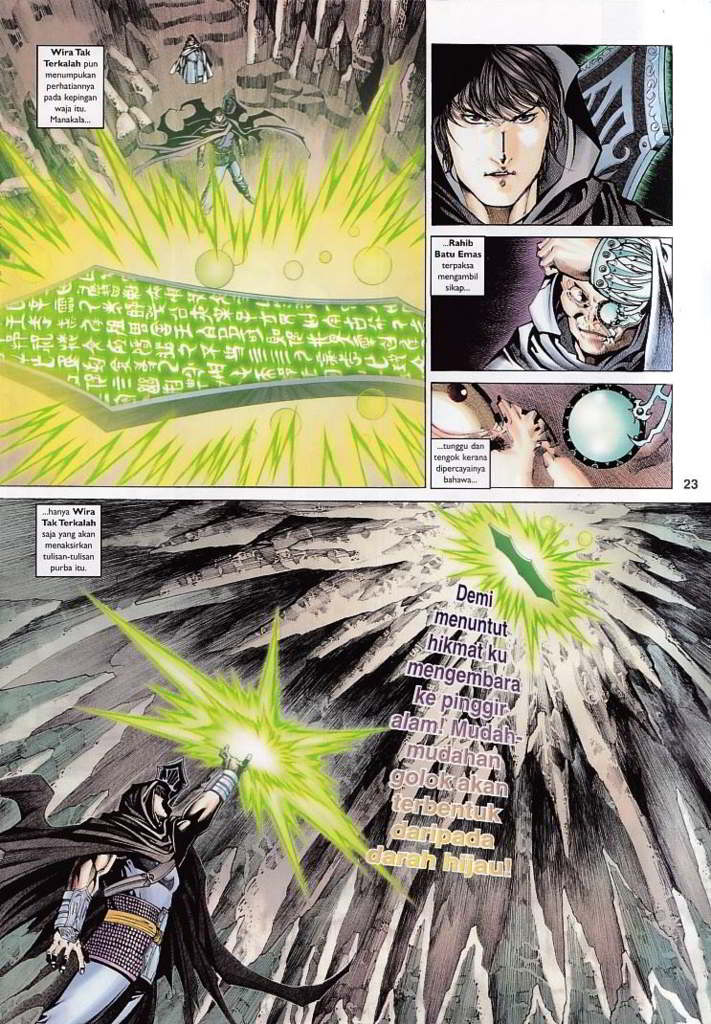 Wira Tak
Terkalah pun
menumpukan
perhatiannya
pada kepingan
waja itu.
Manakala...
...Rahib
Batu Emas
terpaksa
mengambil
sikap...
...tunggu dan
tengok kerana
dipercayainya
bahawa...
23
...hanya Wira
Tak Terkalah
saja yang akan
menaksirkan
tulisan-tulisan
purba itu.
Demi
menuntut
hikmat ku
mengembara
ke pinggir
alam! Mudah-
mudahan
golok akan
terbentuk
daripada
darah hijau!